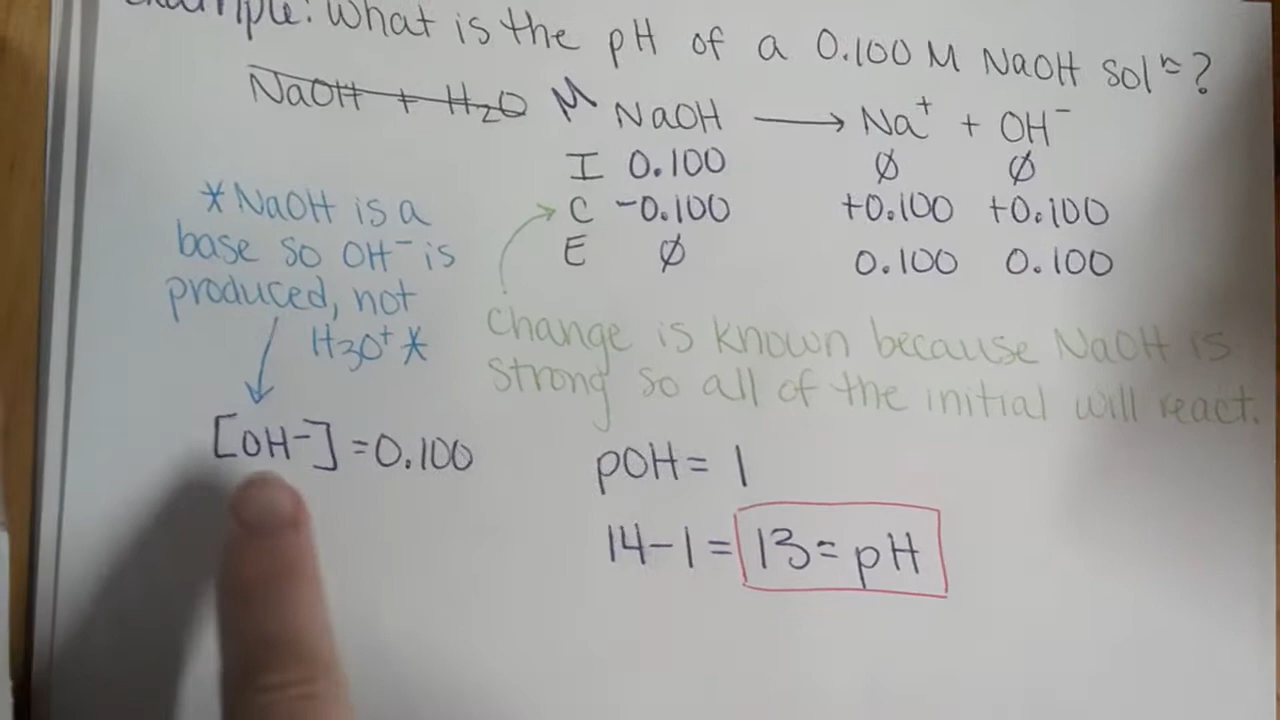 Example: What is the pH of a 0.100 M NaOH solⁿ?
NaOH + H₂O M NaOH → Na⁺ + OH⁻
I 0.100 Ø Ø
C -0.100 +0.100 +0.100
E Ø 0.100 0.100
*NaOH is a
base so OH⁻ is
produced, not
H3O⁺*
Change is known because NaOH is
strong so all of the initial will react.
[OH⁻] = 0.100
pOH = 1
14-1 = 13 = pH